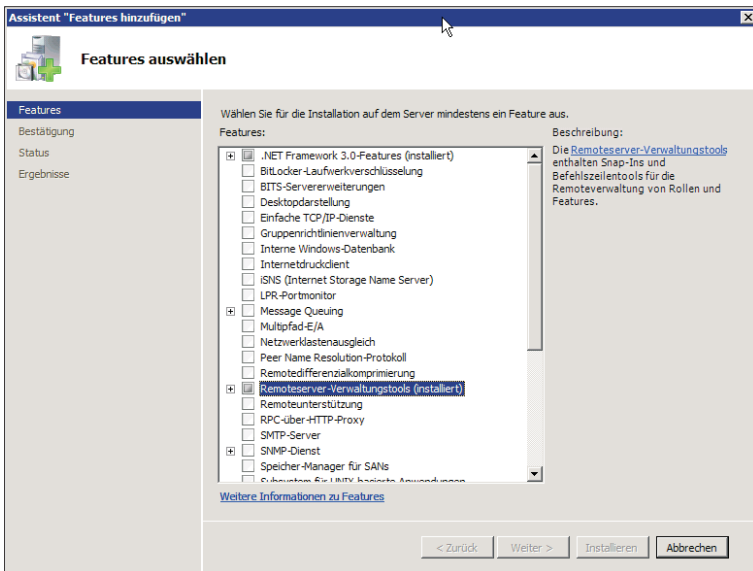 Assistent "Features hinzufügen"
Features auswählen
Features
Bestätigung
Status
Ergebnisse
Wählen Sie für die Installation auf dem Server mindestens ein Feature aus.
Features:
.NET Framework 3.0-Features (installiert)
BitLocker-Laufwerkverschlüsselung
BITS-Servererweiterungen
Desktopdarstellung
Einfache TCP/IP-Dienste
Gruppenrichtlinienverwaltung
Interne Windows-Datenbank
Internetdruckclient
iSNS (Internet Storage Name Server)
LPR-Portmonitor
Message Queuing
Multipfad-E/A
Netzwerklastenausgleich
Peer Name Resolution-Protokoll
Remotedifferenzialkomprimierung
Remoteserver-Verwaltungstools (installiert)
Remoteunterstützung
RPC-über-HTTP-Proxy
SMTP-Server
SNMP-Dienst
Speicher-Manager für SANs
Subsystem für UNIX-basierte Anwendungen
Beschreibung:
Die Remoteserver-Verwaltungstools
enthalten Snap-Ins und
Befehlszeilentools für die
Remoteverwaltung von Rollen und
Features.
Weitere Informationen zu Features
< Zurück
Weiter >
Installieren
Abbrechen